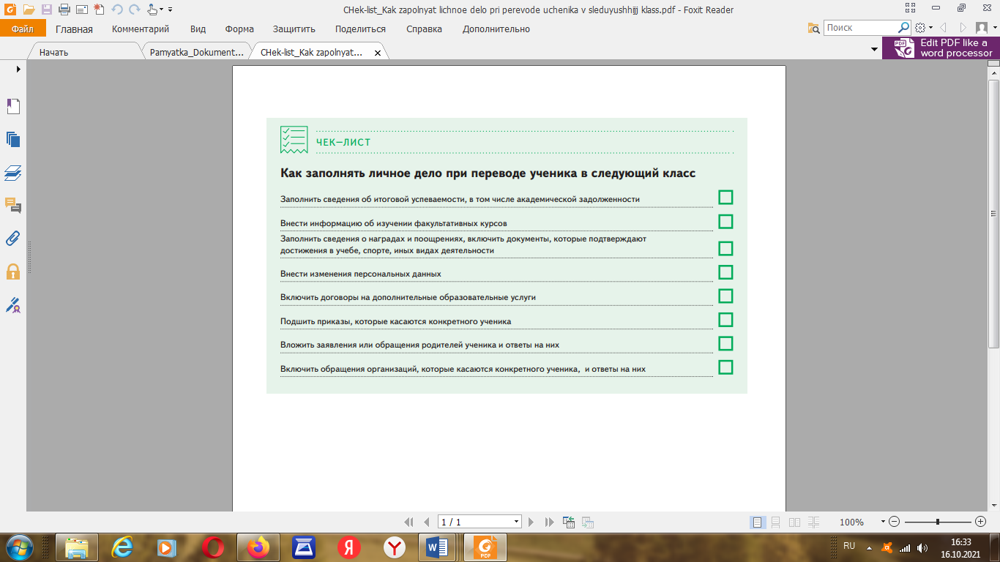 CHek-list_Kak zapolnyat lichnoe delo pri perevode uchenika v sleduyushhijj klass.pdf - Foxit Reader
Файл Главная Комментарий Вид Форма Защитить Поделиться Справка Дополнительно Поиск
Начать Pamyatka_Dokument... CHek-list_Kak zapolnyat... Edit PDF like a
word processor
ЧЕК–ЛИСТ
Как заполнять личное дело при переводе ученика в следующий класс
Заполнить сведения об итоговой успеваемости, в том числе академической задолженности
Внести информацию об изучении факультативных курсов
Заполнить сведения о наградах и поощрениях, включить документы, которые подтверждают
достижения в учебе, спорте, иных видах деятельности
Внести изменения персональных данных
Включить договоры на дополнительные образовательные услуги
Подшить приказы, которые касаются конкретного ученика
Вложить заявления или обращения родителей ученика и ответы на них
Включить обращения организаций, которые касаются конкретного ученика, и ответы на них
1 / 1 100%
RU 16:33
16.10.2021